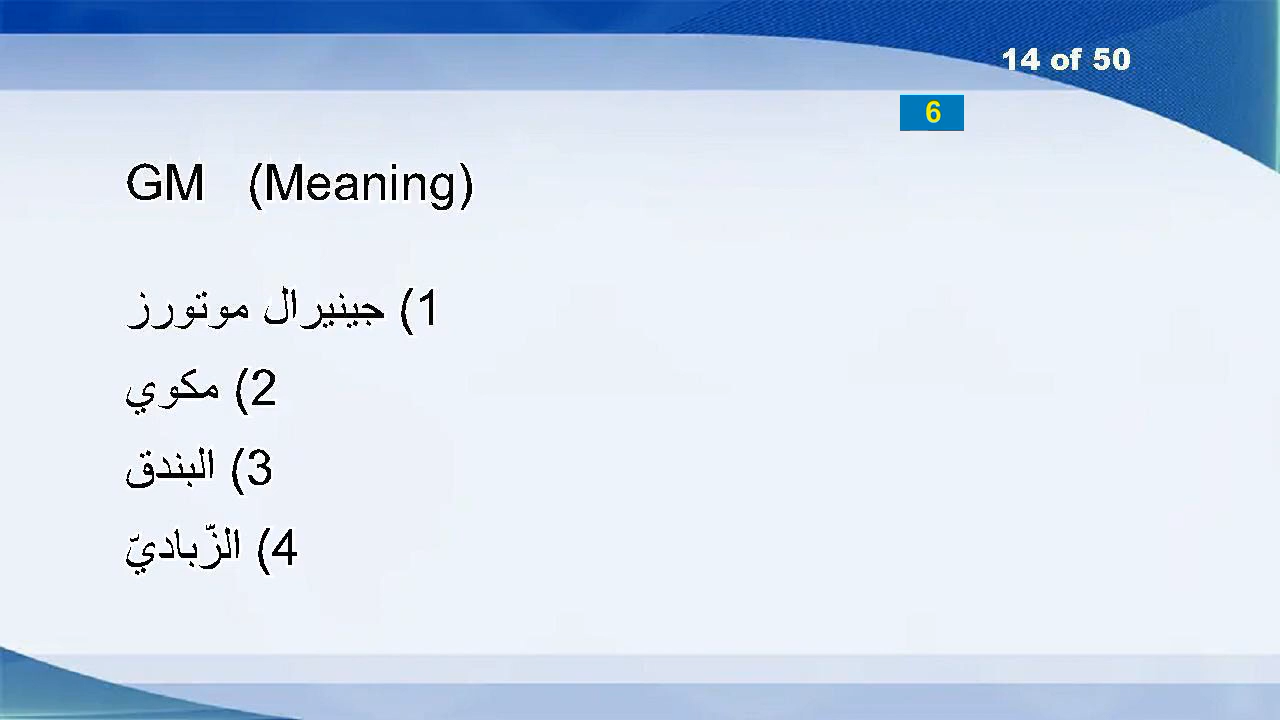 14 of 50
6
GM (Meaning)
1) جينيرال موتورز
2) مكوي
3) البندق
4) الزّباديّ